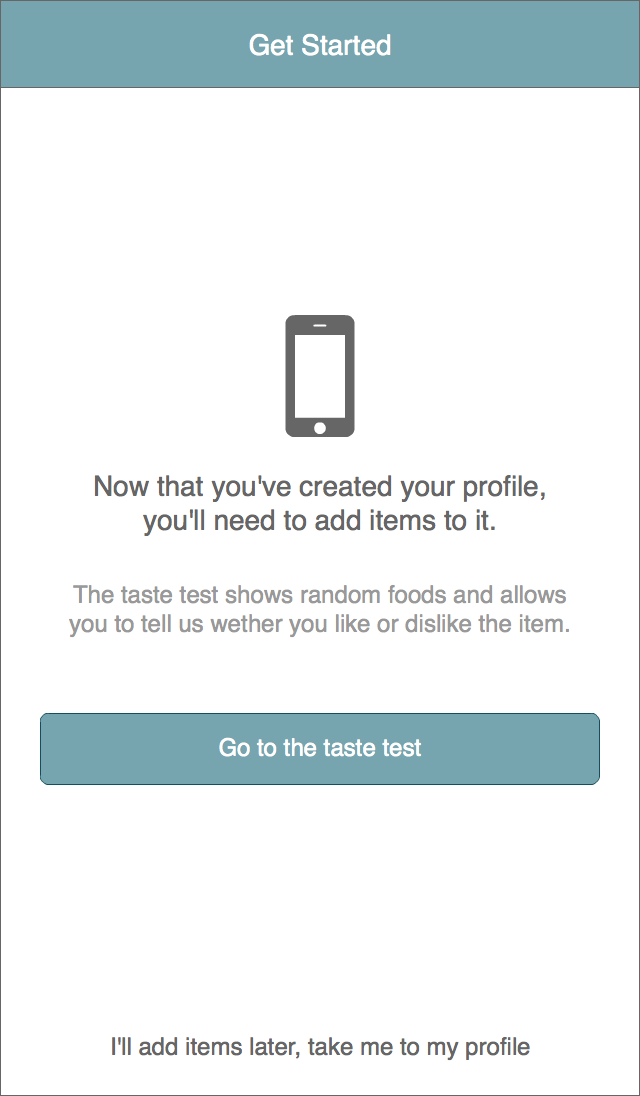 Get Started
Now that you've created your profile,
you'll need to add items to it.
The taste test shows random foods and allows
you to tell us wether you like or dislike the item.
Go to the taste test
I'll add items later, take me to my profile